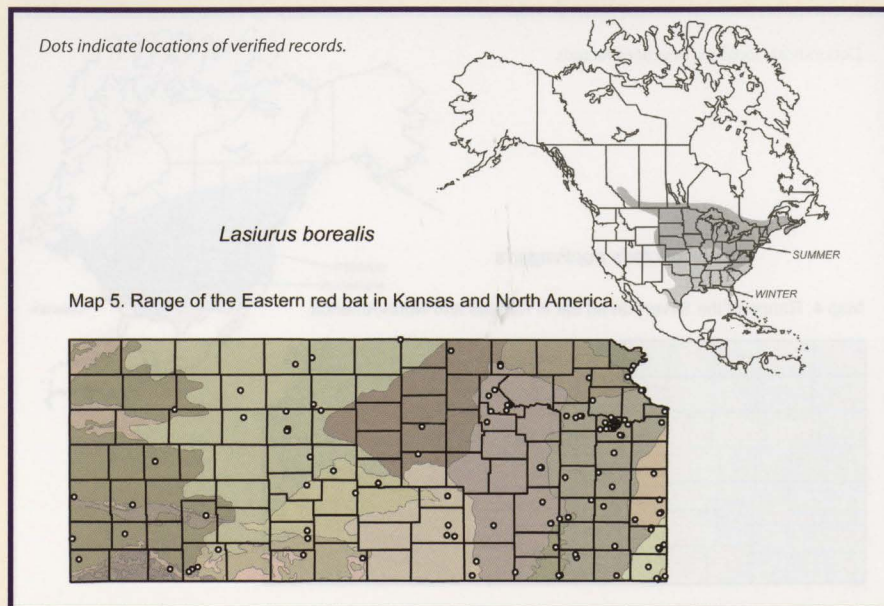 Dots indicate locations of verified records.
Lasiurus borealis
SUMMER
WINTER
Map 5. Range of the Eastern red bat in Kansas and North America.